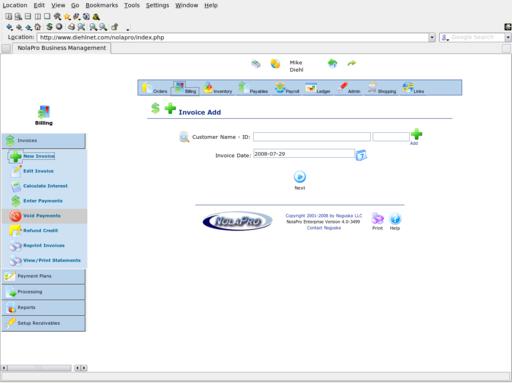 Location Edit View Go Bookmarks Tools Settings Window Help
Location: http://www.diehlnet.com/nolapro/index.php
Google Search
NolaPro Business Management
Mike
Diehl
Orders Billing Inventory Payables Payroll Ledger Admin Shopping Links
Billing
Invoice Add
Customer Name - ID:
Add
Invoice Date: 2008-07-29
Next
Invoices
New Invoice
Edit Invoice
Calculate Interest
Enter Payments
Void Payments
Refund Credit
Reprint Invoices
View/Print Statements
Payment Plans
Processing
Reports
Setup Receivables
NOLAPRO
Copyright 2001-2008 by Noguska LLC
NolaPro Enterprise Version 4.0-3499
Contact Noguska
Print Help